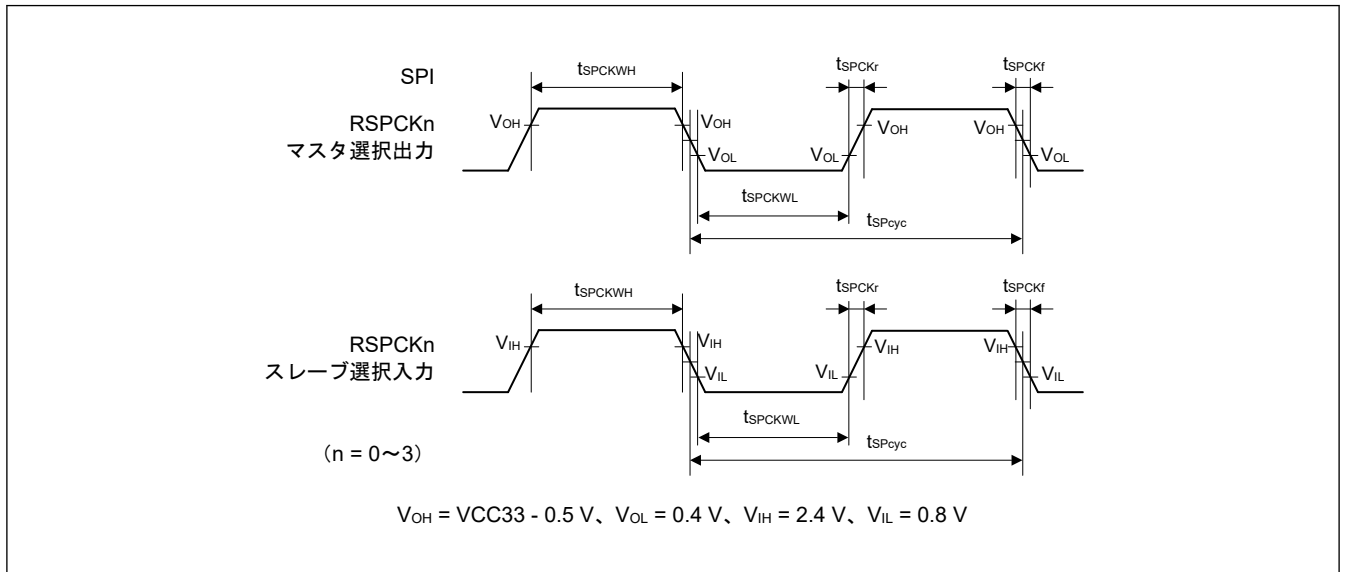 SPI
RSPCKn
マスタ選択出力
tSPCKWH
tSPCKr
tSPCKf
VOH
VOH
VOL
VOL
VOH
VOH
VOL
tSPCKWL
tSPcyc
RSPCKn
スレーブ選択入力
tSPCKWH
tSPCKr
tSPCKf
VIH
VIH
VIL
VIL
VIH
VIH
VIL
tSPCKWL
tSPcyc
（n = 0～3）
VOH = VCC33 - 0.5 V、VOL = 0.4 V、VIH = 2.4 V、VIL = 0.8 V